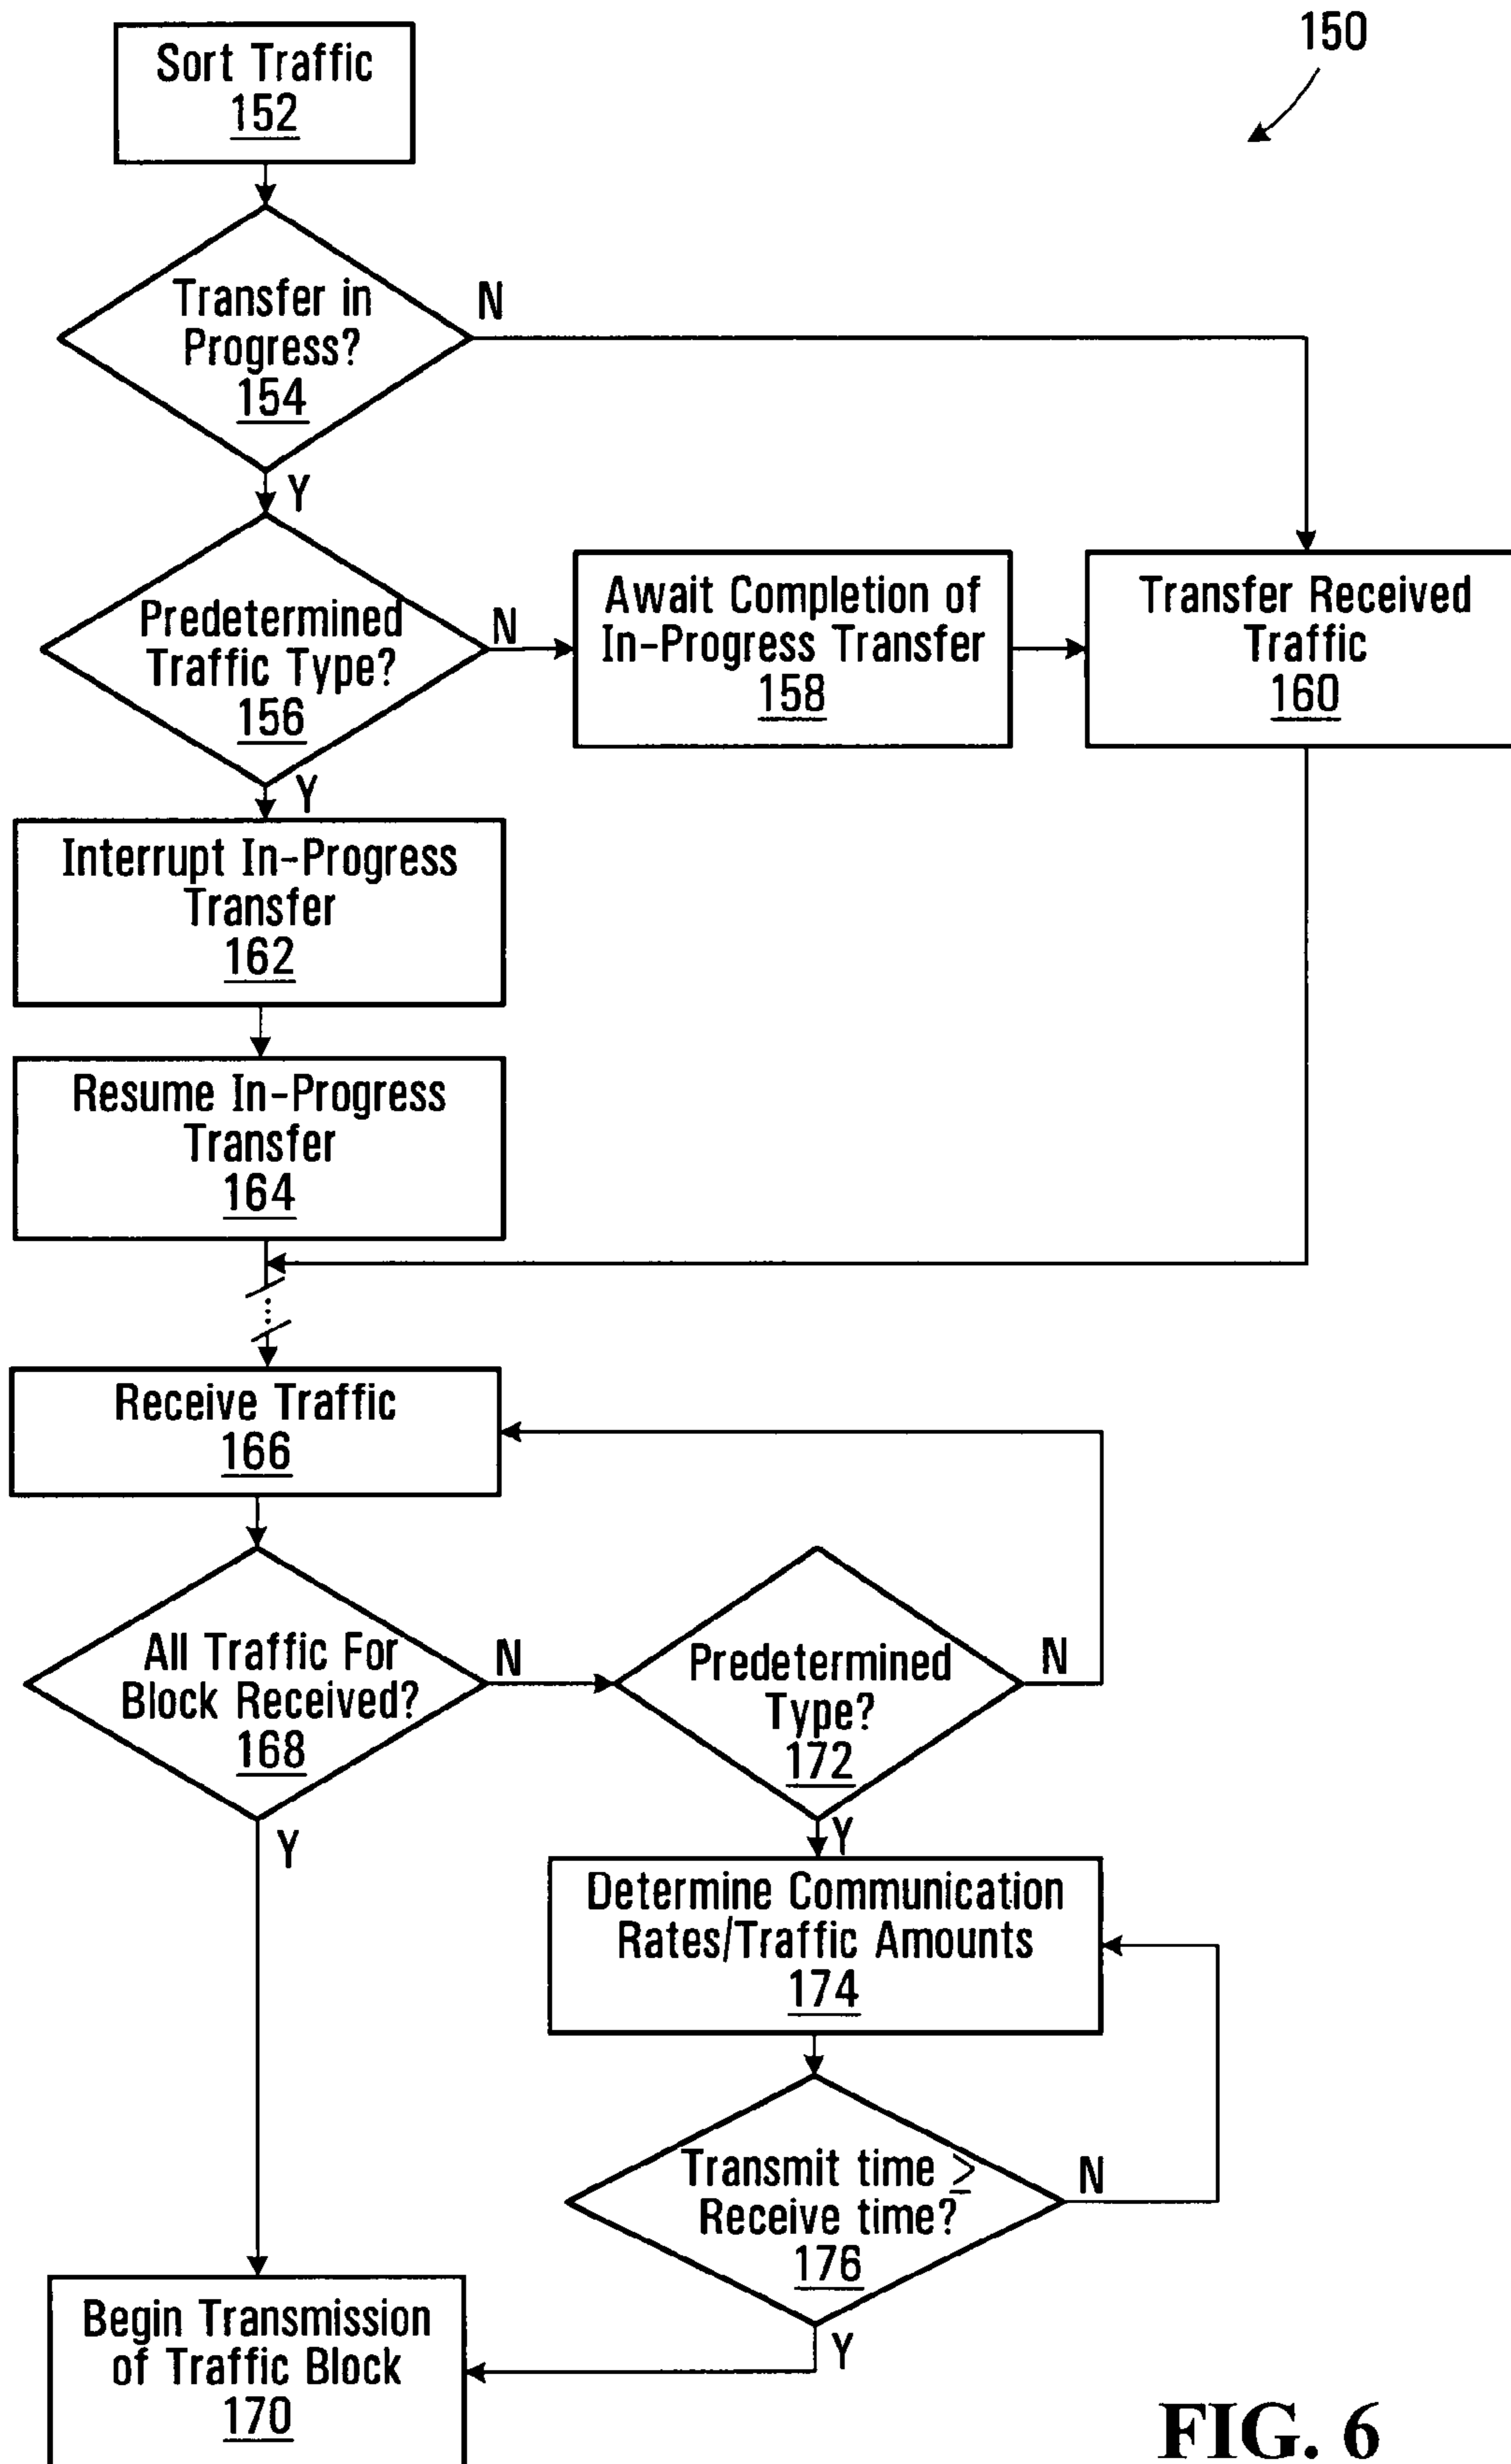 150
Sort Traffic
152
Transfer in
Progress?
154
N
Y
Predetermined
Traffic Type?
156
N
Await Completion of
In-Progress Transfer
158
Transfer Received
Traffic
160
Y
Interrupt In-Progress
Transfer
162
Resume In-Progress
Transfer
164
Receive Traffic
166
All Traffic For
Block Received?
168
N
Predetermined
Type?
172
N
Y
Y
Determine Communication
Rates/Traffic Amounts
174
Transmit time ≥
Receive time?
176
N
Y
Begin Transmission
of Traffic Block
170
FIG. 6